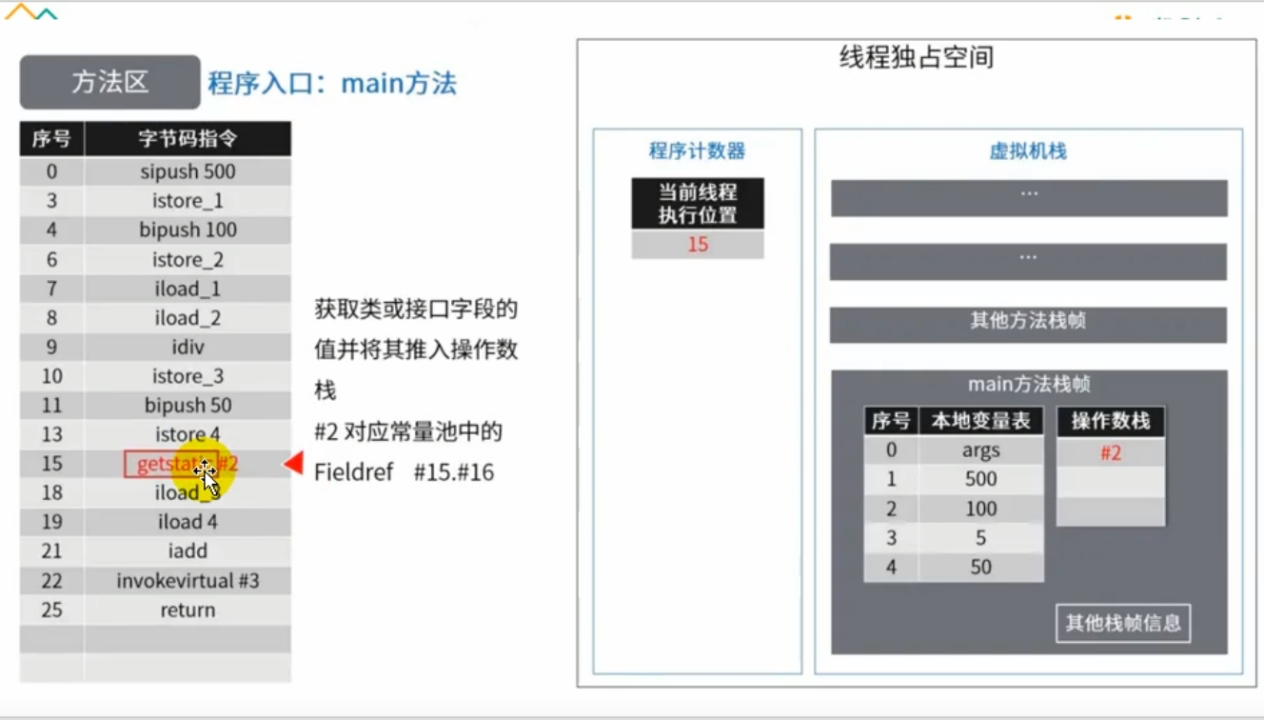 方法区 程序入口：main方法
序号 字节码指令
0 sipush 500
3 istore_1
4 bipush 100
6 istore_2
7 iload_1
8 iload_2
9 idiv
10 istore_3
11 bipush 50
13 istore 4
15 getstatic #2
18 iload_3
19 iload 4
21 iadd
22 invokevirtual #3
25 return
获取类或接口字段的
值并将其推入操作数
栈
#2 对应常量池中的
Fieldref #15.#16
线程独占空间
程序计数器
当前线程
执行位置
15
虚拟机栈
...
...
其他方法栈帧
main方法栈帧
序号 本地变量表
0 args
1 500
2 100
3 5
4 50
操作数栈
#2
其他栈帧信息